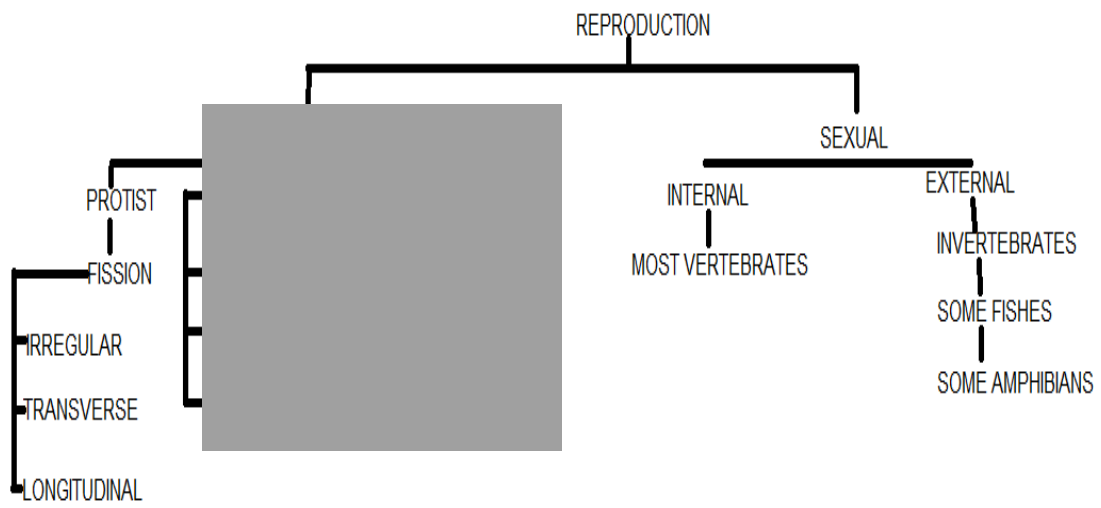 REPRODUCTION
SEXUAL
PROTIST
INTERNAL
EXTERNAL
FISSION
MOST VERTEBRATES
INVERTEBRATES
IRREGULAR
SOME FISHES
TRANSVERSE
SOME AMPHIBIANS
LONGITUDINAL